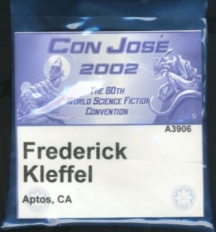 CON JOSÉ
2002
THE 60TH
WORLD SCIENCE FICTION
CONVENTION
A3906
Frederick
Kleffel
Aptos, CA